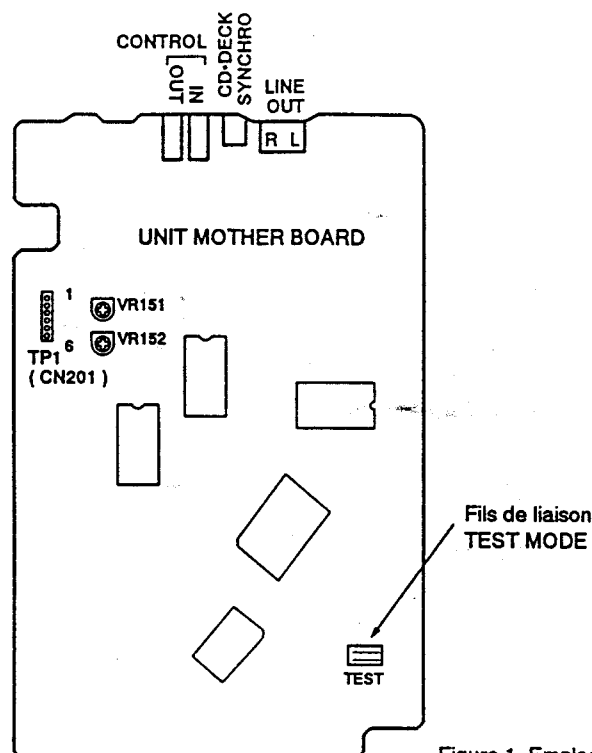 CONTROL
OUT
IN
CD•DECK
SYNCHRO
LINE
OUT
R L
UNIT MOTHER BOARD
1
VR151
6
VR152
TP1
( CN201 )
Fils de liaison
TEST MODE
TEST
Figure 1